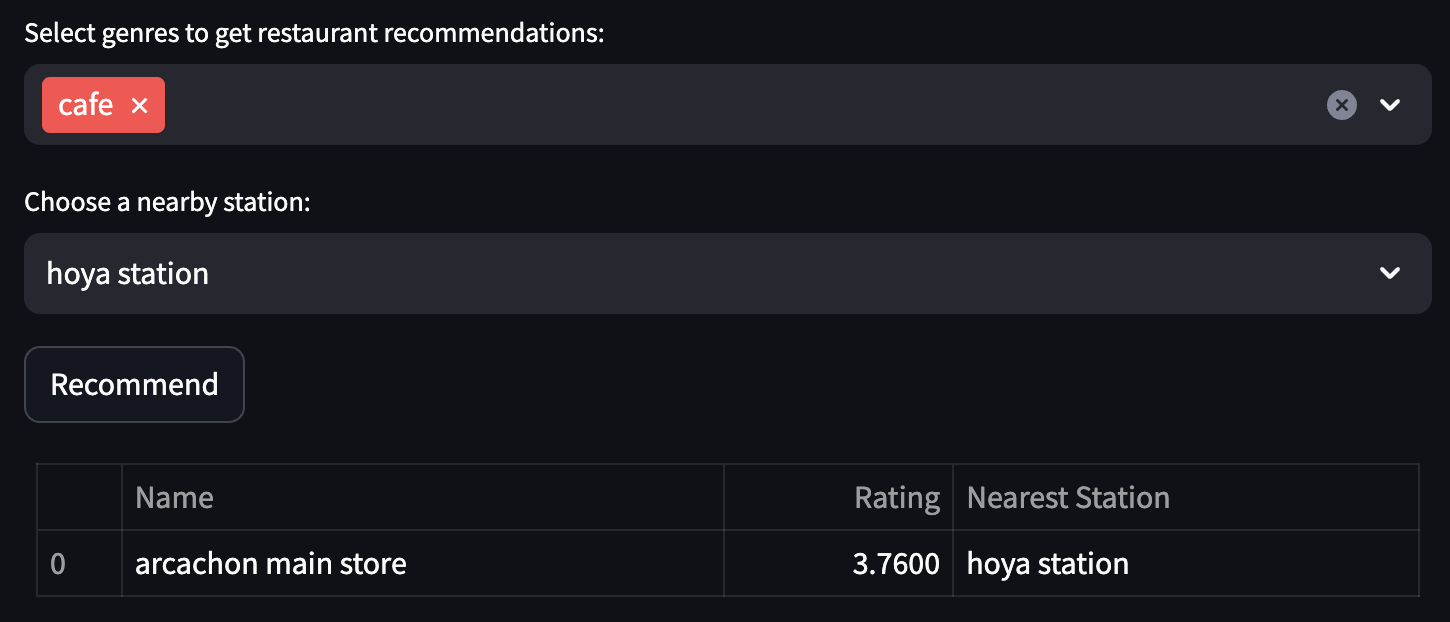 Select genres to get restaurant recommendations:
cafe ×
Choose a nearby station:
hoya station
Recommend
Name Rating Nearest Station
0 arcachon main store 3.7600 hoya station